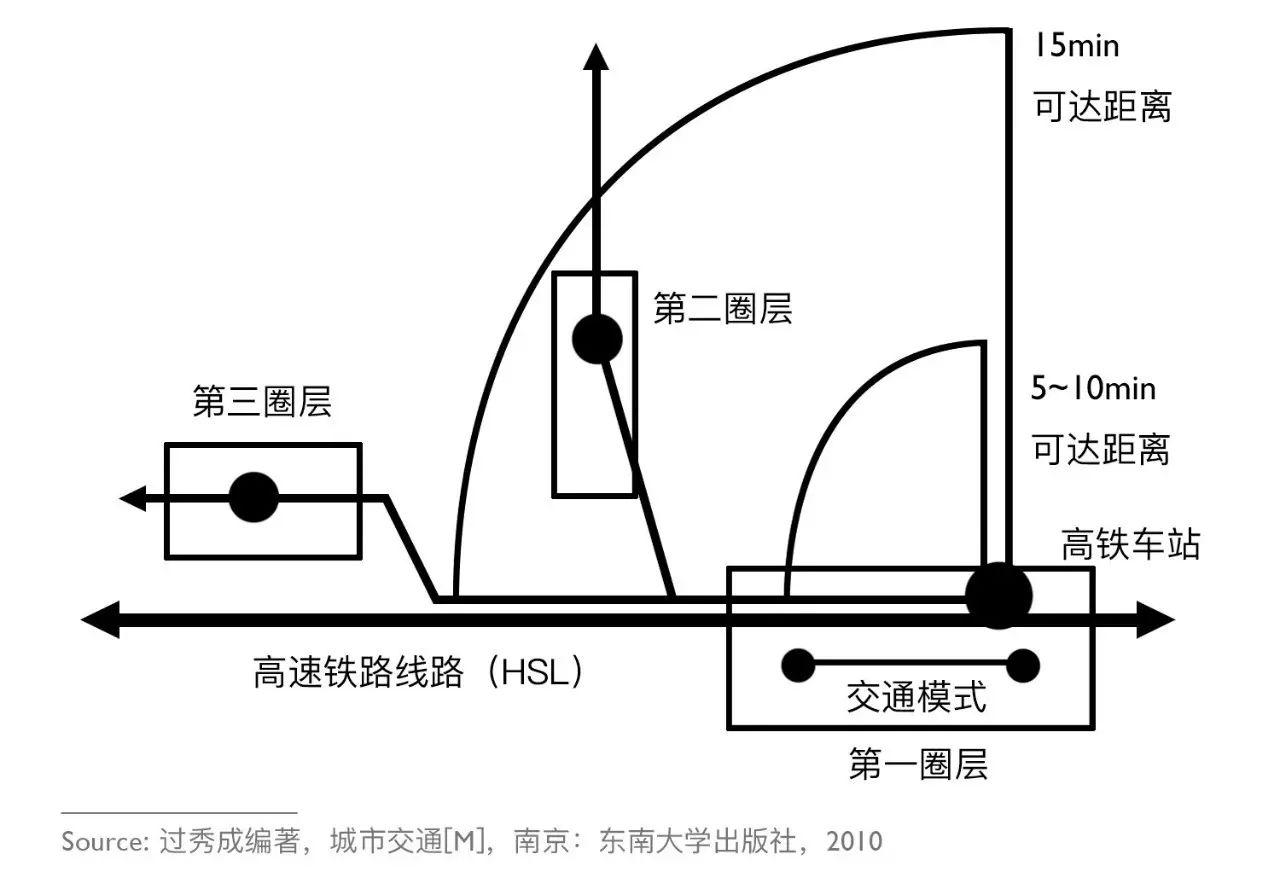 15min
可达距离
第二圈层
第三圈层
5~10min
可达距离
高铁车站
高速铁路线路（HSL）
交通模式
第一圈层
Source: 过秀成编著，城市交通[M]，南京：东南大学出版社，2010